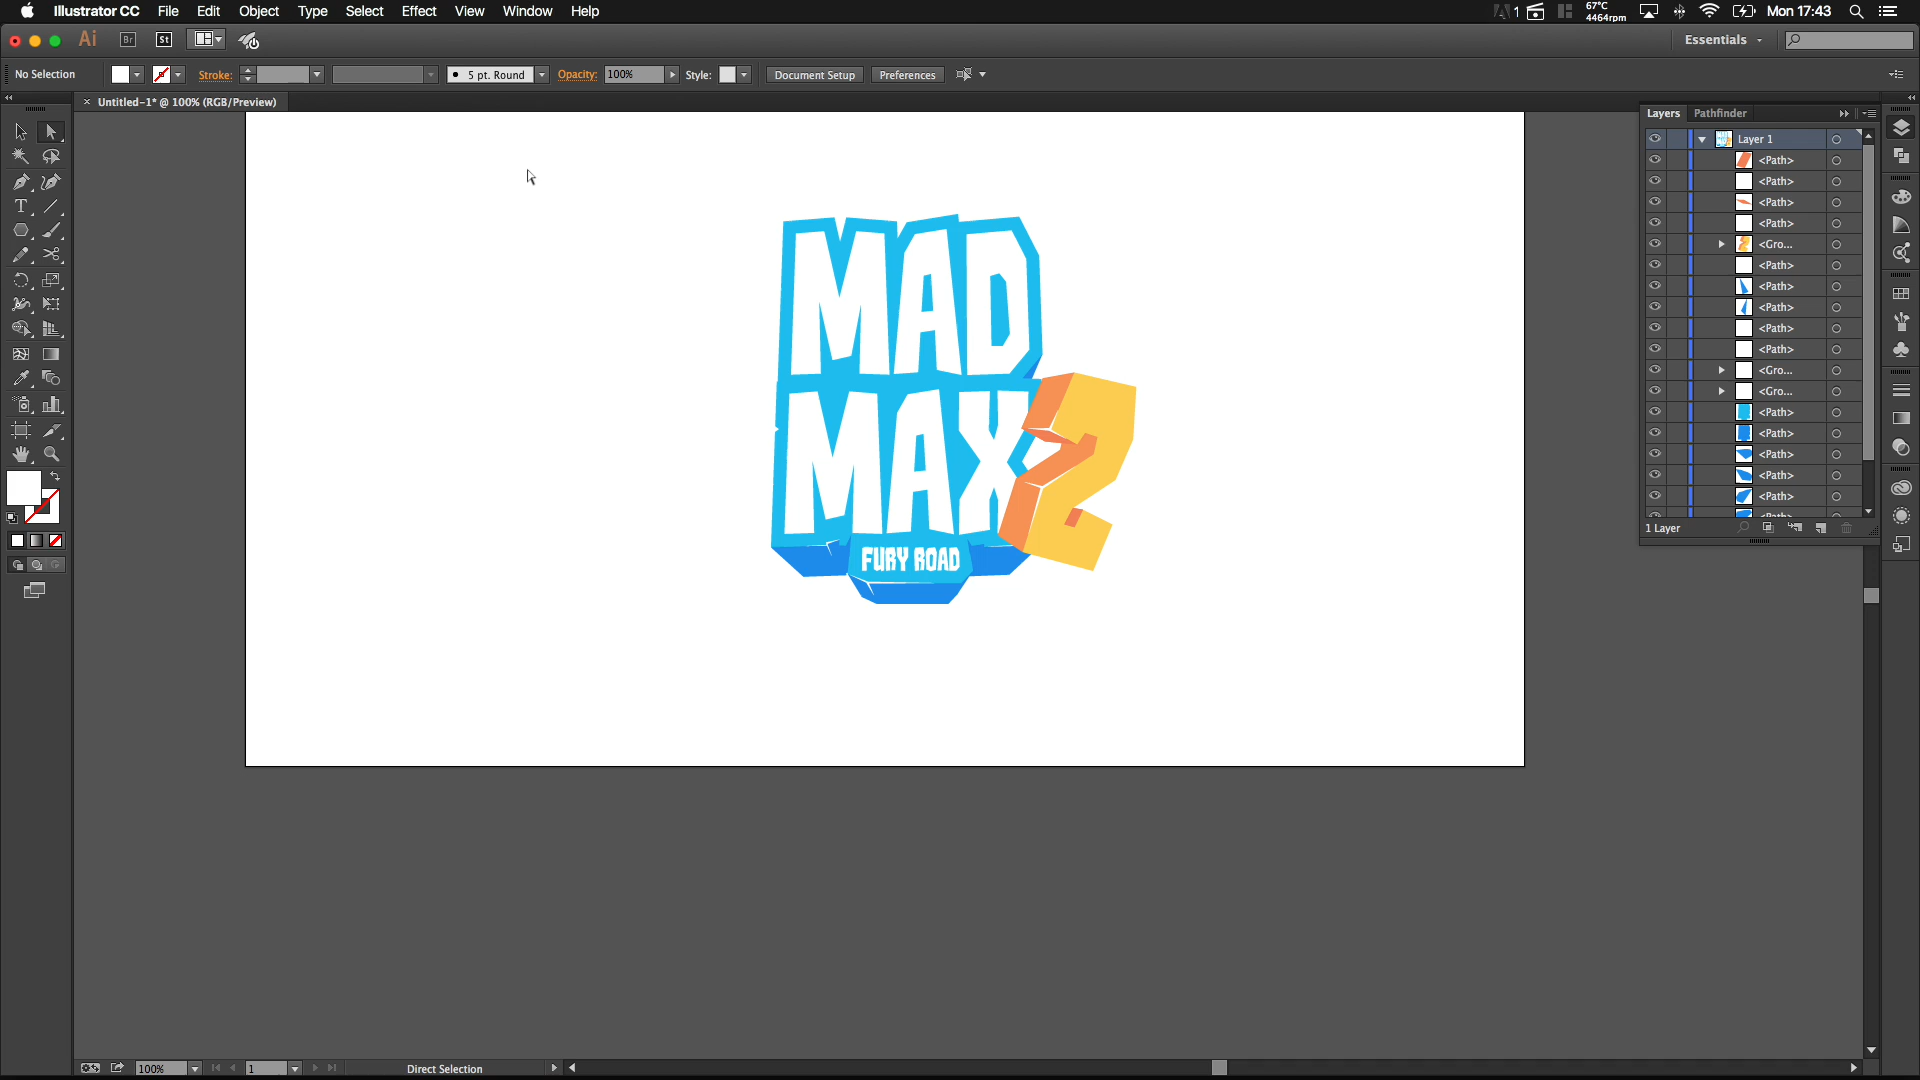 Illustrator CC File Edit Object Type Select Effect View Window Help 1 67°C 4464rpm Mon 17:43
Ai Br St Essentials
No Selection Stroke: 5 pt. Round Opacity: 100% Style: Document Setup Preferences
Untitled-1* @ 100% (RGB/Preview)
Layers Pathfinder
Layer 1
<Path>
<Path>
<Path>
<Path>
<Gro...
<Path>
<Path>
<Path>
<Path>
<Path>
<Gro...
<Gro...
<Path>
<Path>
<Path>
<Path>
<Path>
1 Layer
MAD
MAX 2
FURY ROAD
100% 1 Direct Selection